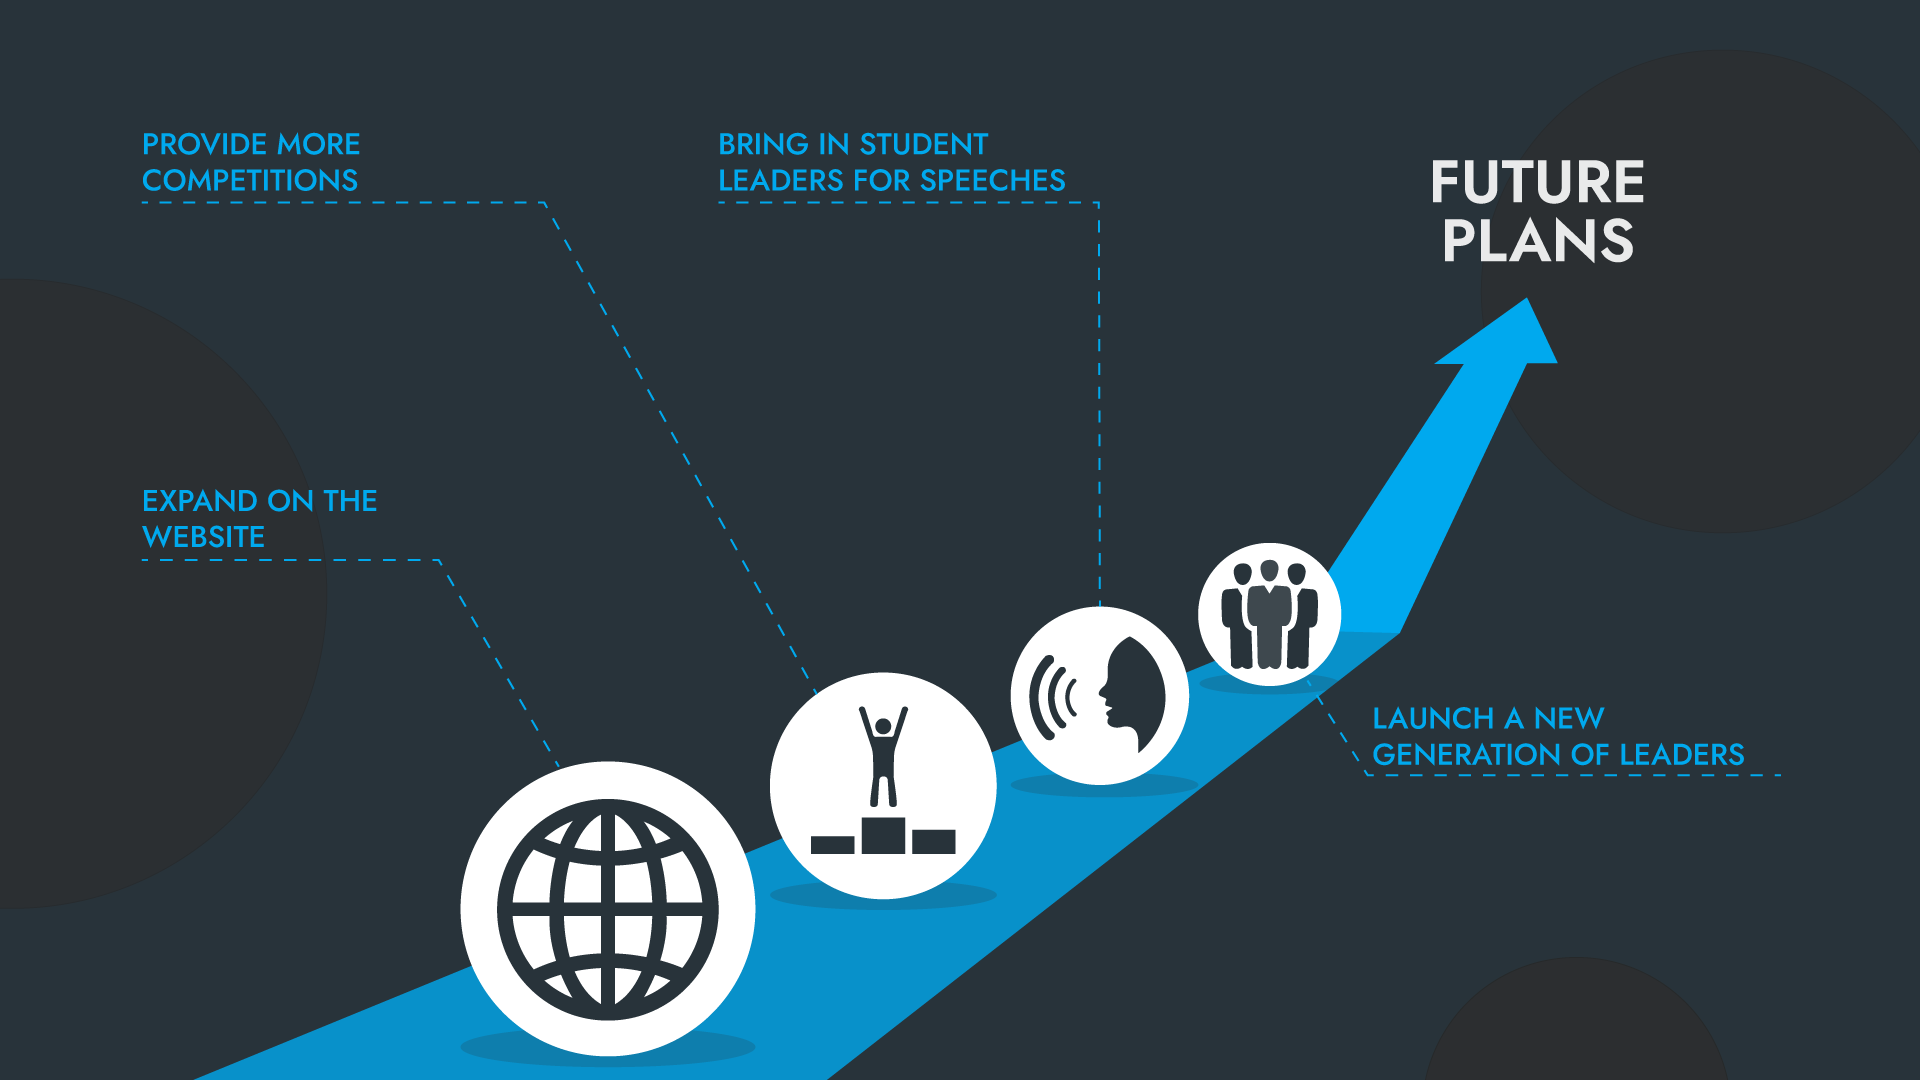 PROVIDE MORE
COMPETITIONS
BRING IN STUDENT
LEADERS FOR SPEECHES
FUTURE
PLANS
EXPAND ON THE
WEBSITE
LAUNCH A NEW
GENERATION OF LEADERS